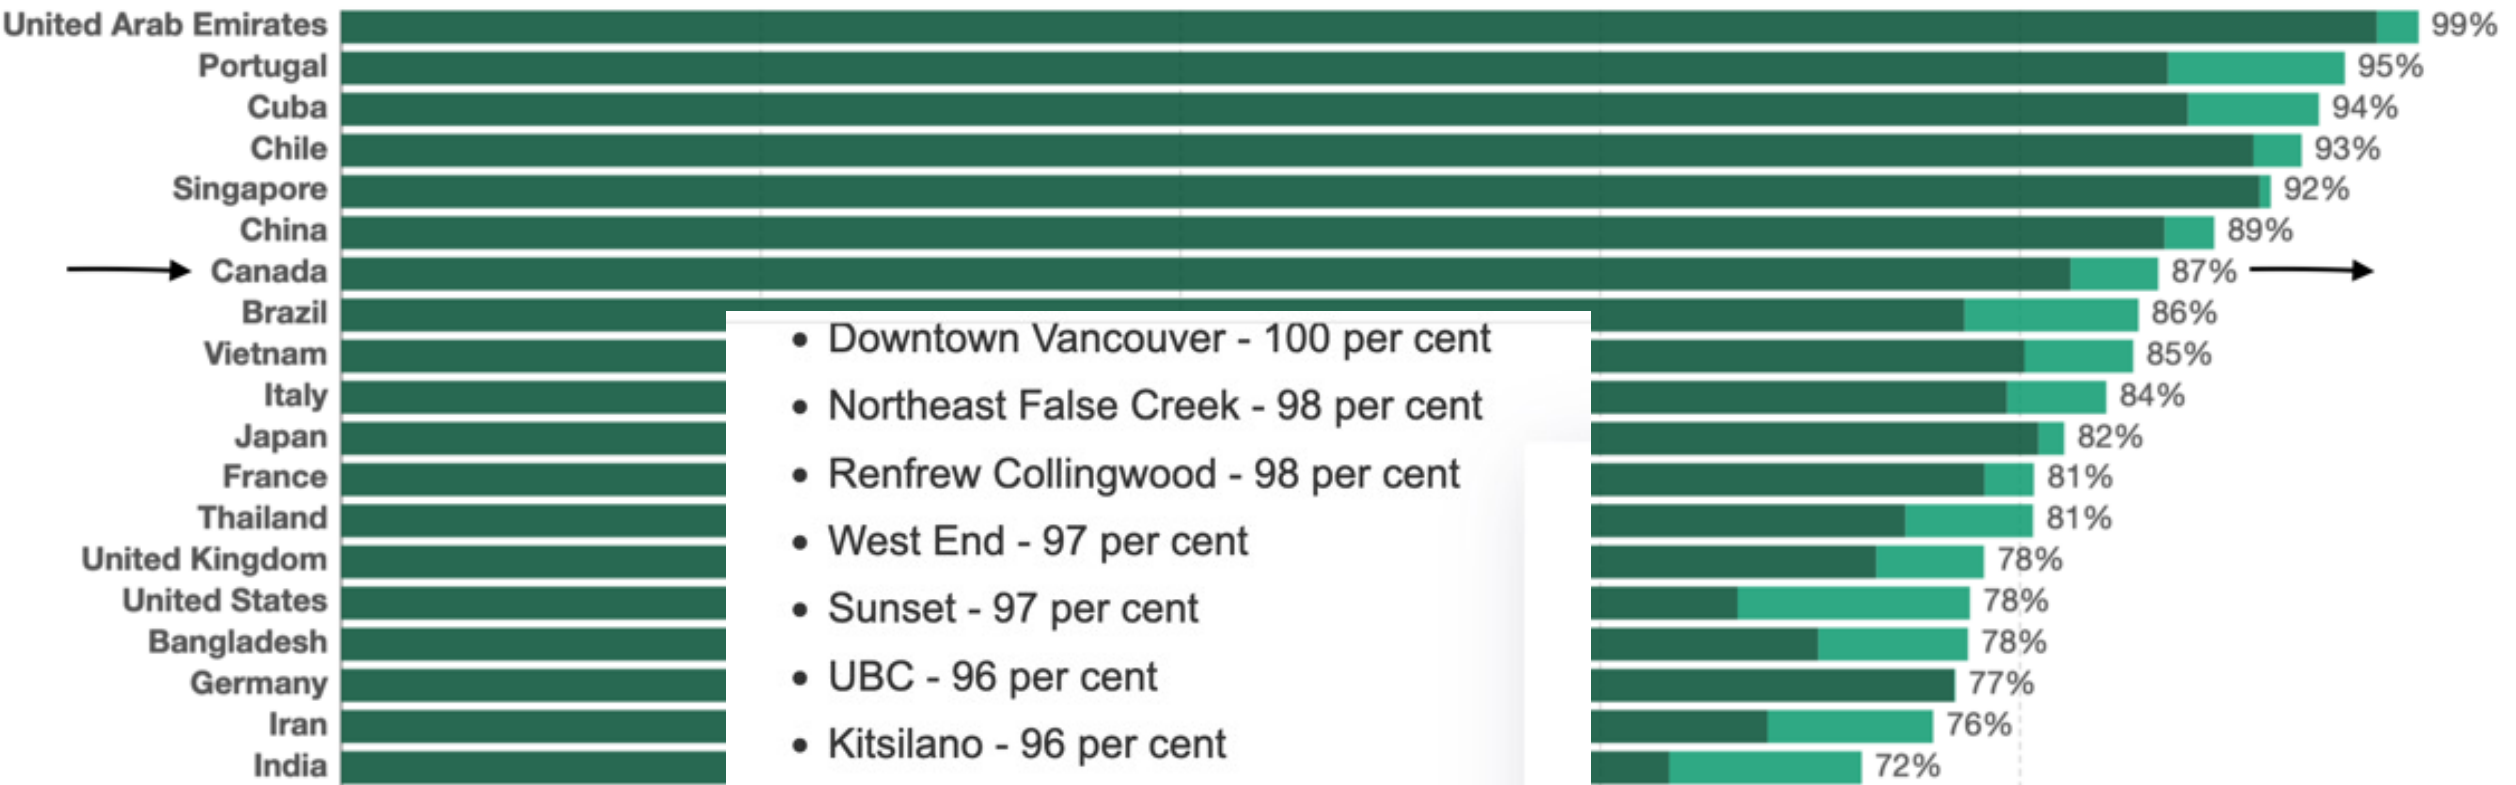 United Arab Emirates 99%
Portugal 95%
Cuba 94%
Chile 93%
Singapore 92%
China 89%
Canada 87%
Brazil 86%
Vietnam 85%
Italy 84%
Japan 82%
France 81%
Thailand 81%
United Kingdom 78%
United States 78%
Bangladesh 78%
Germany 77%
Iran 76%
India 72%
• Downtown Vancouver - 100 per cent
• Northeast False Creek - 98 per cent
• Renfrew Collingwood - 98 per cent
• West End - 97 per cent
• Sunset - 97 per cent
• UBC - 96 per cent
• Kitsilano - 96 per cent